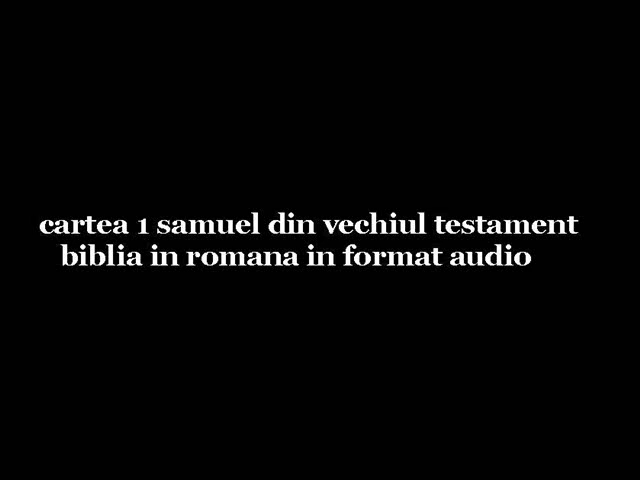 cartea 1 samuel din vechiul testament
biblia in romana in format audio